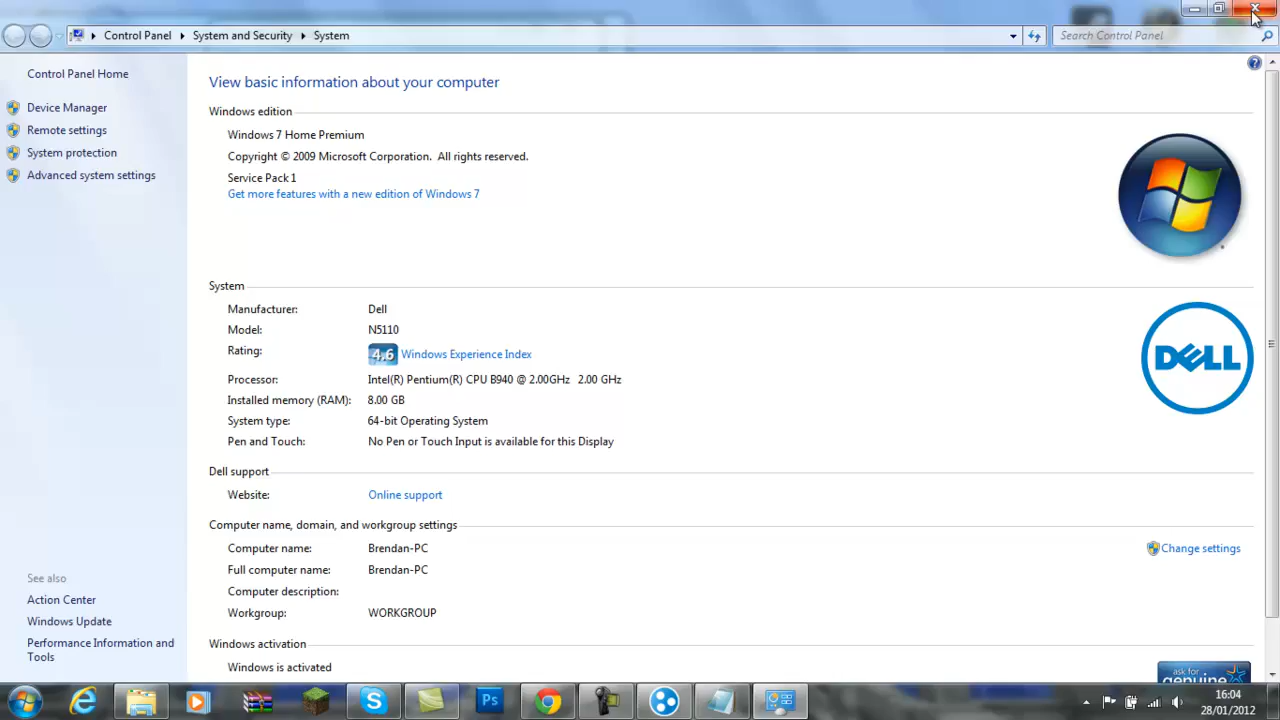 Control Panel ▸ System and Security ▸ System
Search Control Panel
Control Panel Home
Device Manager
Remote settings
System protection
Advanced system settings
See also
Action Center
Windows Update
Performance Information and
Tools
View basic information about your computer
Windows edition
Windows 7 Home Premium
Copyright © 2009 Microsoft Corporation. All rights reserved.
Service Pack 1
Get more features with a new edition of Windows 7
System
Manufacturer: Dell
Model: N5110
Rating: 4.6 Windows Experience Index
Processor: Intel(R) Pentium(R) CPU B940 @ 2.00GHz 2.00 GHz
Installed memory (RAM): 8.00 GB
System type: 64-bit Operating System
Pen and Touch: No Pen or Touch Input is available for this Display
DELL
Dell support
Website: Online support
Computer name, domain, and workgroup settings
Computer name: Brendan-PC
Change settings
Full computer name: Brendan-PC
Computer description:
Workgroup: WORKGROUP
Windows activation
Windows is activated
ask for
genuine
Ps
16:04
28/01/2012